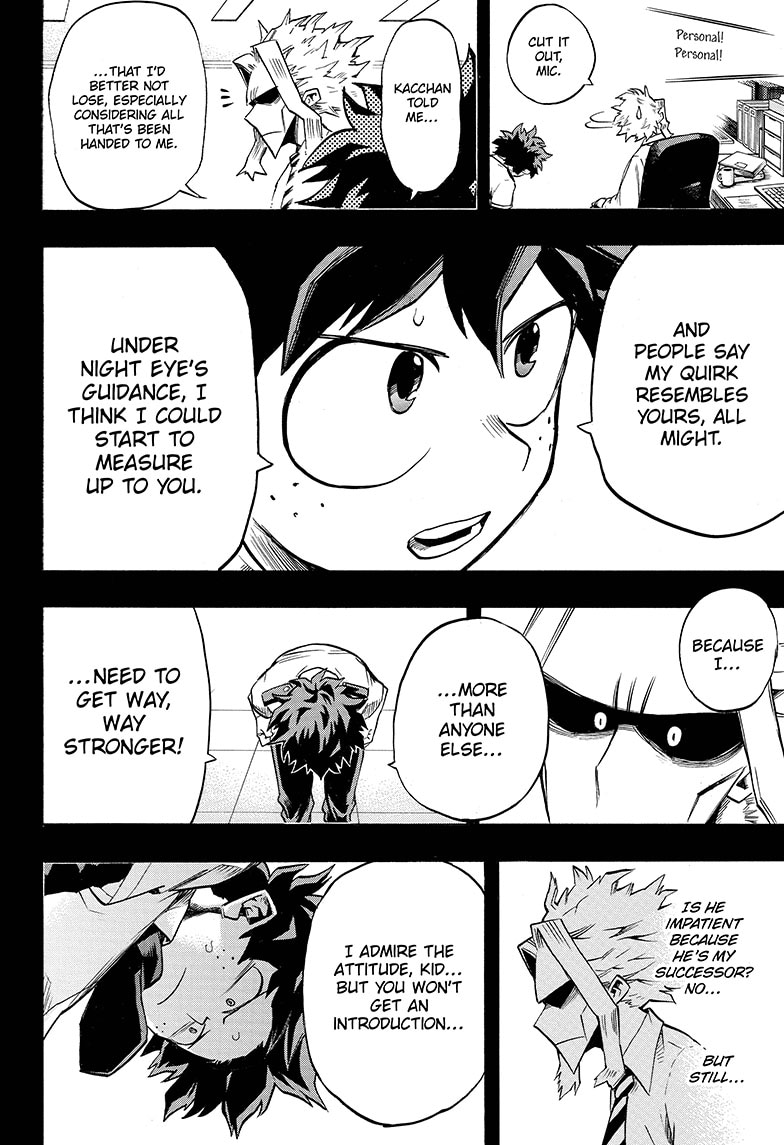 Personal!
Personal!
CUT IT
OUT,
MIC.
KACCHAN
TOLD
ME...
...THAT I'D
BETTER NOT
LOSE, ESPECIALLY
CONSIDERING ALL
THAT'S BEEN
HANDED TO ME.
AND
PEOPLE SAY
MY QUIRK
RESEMBLES
YOURS, ALL
MIGHT.
UNDER
NIGHT EYE'S
GUIDANCE, I
THINK I COULD
START TO
MEASURE
UP TO YOU.
BECAUSE
I...
...MORE
THAN
ANYONE
ELSE...
...NEED TO
GET WAY,
WAY
STRONGER!
IS HE
IMPATIENT
BECAUSE
HE'S MY
SUCCESSOR?
NO...
BUT
STILL...
I ADMIRE THE
ATTITUDE, KID...
BUT YOU WON'T
GET AN
INTRODUCTION...